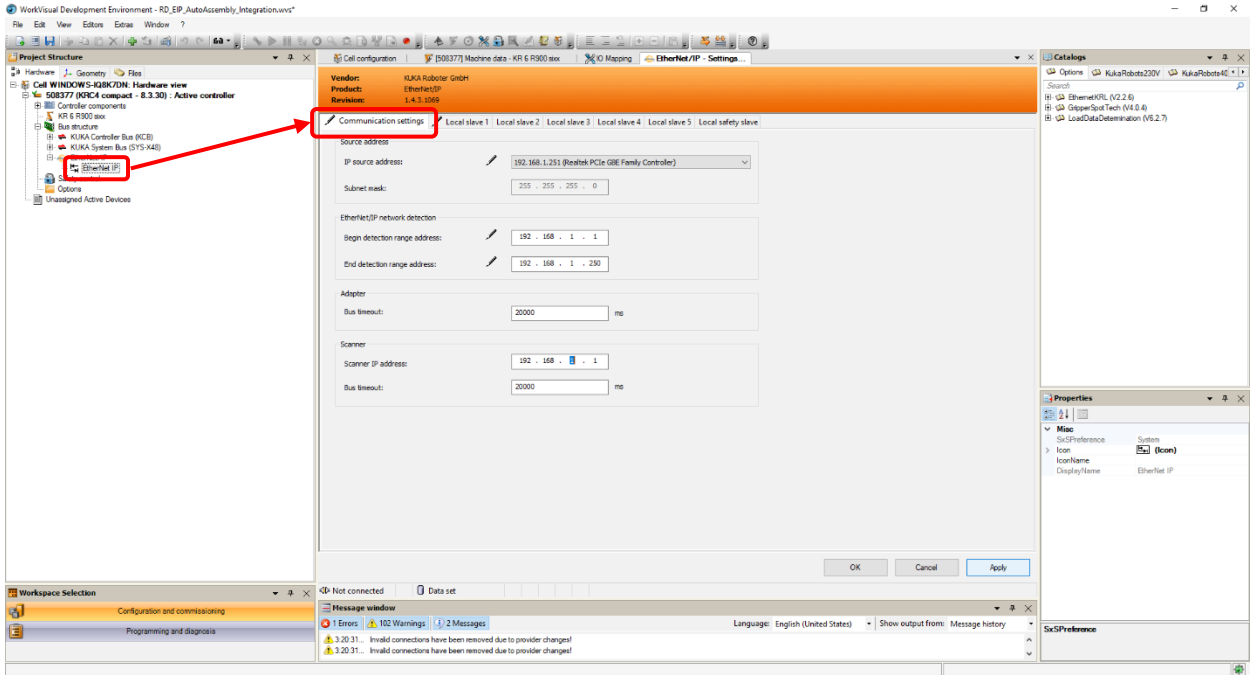 WorkVisual Development Environment - RD_EIP_AutoAssembly_Integration.wvs*
File Edit View Editors Extras Window ?
Project Structure
Hardware Geometry Files
Cell WINDOWS-IQ8K7DN: Hardware view
508377 (KRC4 compact - 8.3.30) : Active controller
Controller components
KR 6 R900 sixx
Bus structure
KUKA Controller Bus (KCB)
KUKA System Bus (SYS-X48)
EtherNet IP
Options
Unassigned Active Devices
Cell configuration [508377] Machine data - KR 6 R900 sixx IO Mapping EtherNet/IP - Settings...
Vendor: KUKA Roboter GmbH
Product: EtherNet/IP
Revision: 1.4.3.1069
Communication settings Local slave 1 Local slave 2 Local slave 3 Local slave 4 Local slave 5 Local safety slave
Source address
IP source address: 192.168.1.251 (Realtek PCIe GBE Family Controller)
Subnet mask: 255 . 255 . 255 . 0
EtherNet/IP network detection
Begin detection range address: 192 . 168 . 1 . 1
End detection range address: 192 . 168 . 1 . 250
Adapter
Bus timeout: 20000 ms
Scanner
Scanner IP address: 192 . 168 . 1 . 1
Bus timeout: 20000 ms
OK Cancel Apply
Catalogs
Options KukaRobots230V KukaRobots40
Search
EthernetKRL (V2.2.6)
GripperSpotTech (V4.0.4)
LoadDataDetermination (V6.2.7)
Properties
Misc
SxSPreference System
Icon (Icon)
IconName
DisplayName EtherNet IP
SxSPreference
Workspace Selection
Configuration and commissioning
Programming and diagnosis
Not connected Data set
Message window
1 Errors 102 Warnings 2 Messages Language: English (United States) Show output from: Message history
3:20:31... Invalid connections have been removed due to provider changes!
3:20:31... Invalid connections have been removed due to provider changes!